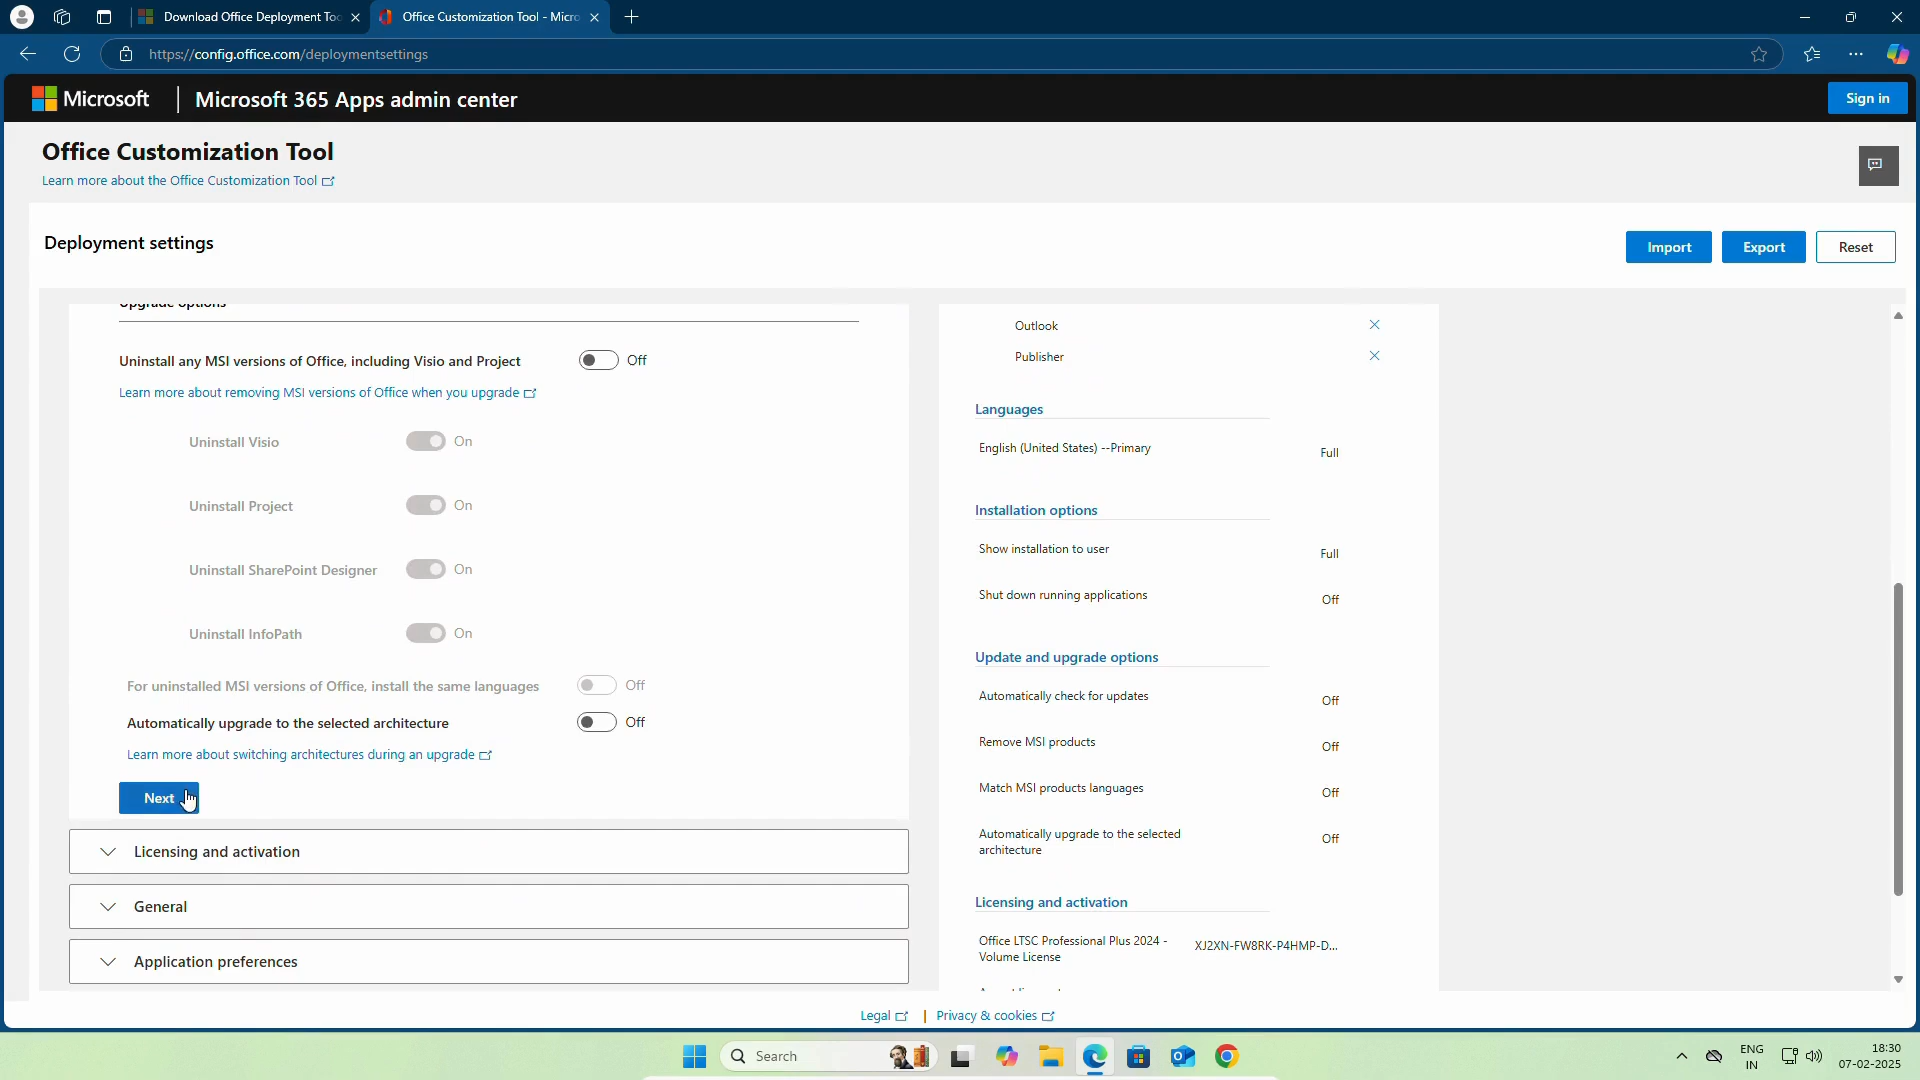 Download Office Deployment Too
Office Customization Tool - Micro
https://config.office.com/deploymentsettings
Microsoft
Microsoft 365 Apps admin center
Sign in
Office Customization Tool
Learn more about the Office Customization Tool
Deployment settings
Import
Export
Reset
Upgrade options
Uninstall any MSI versions of Office, including Visio and Project
Off
Learn more about removing MSI versions of Office when you upgrade
Uninstall Visio
On
Uninstall Project
On
Uninstall SharePoint Designer
On
Uninstall InfoPath
On
For uninstalled MSI versions of Office, install the same languages
Off
Automatically upgrade to the selected architecture
Off
Learn more about switching architectures during an upgrade
Next
Licensing and activation
General
Application preferences
Outlook
Publisher
Languages
English (United States) --Primary
Full
Installation options
Show installation to user
Full
Shut down running applications
Off
Update and upgrade options
Automatically check for updates
Off
Remove MSI products
Off
Match MSI products languages
Off
Automatically upgrade to the selected
architecture
Off
Licensing and activation
Office LTSC Professional Plus 2024 -
Volume License
XJ2XN-FW8RK-P4HMP-D...
Legal
Privacy & cookies
Search
ENG
IN
18:30
07-02-2025